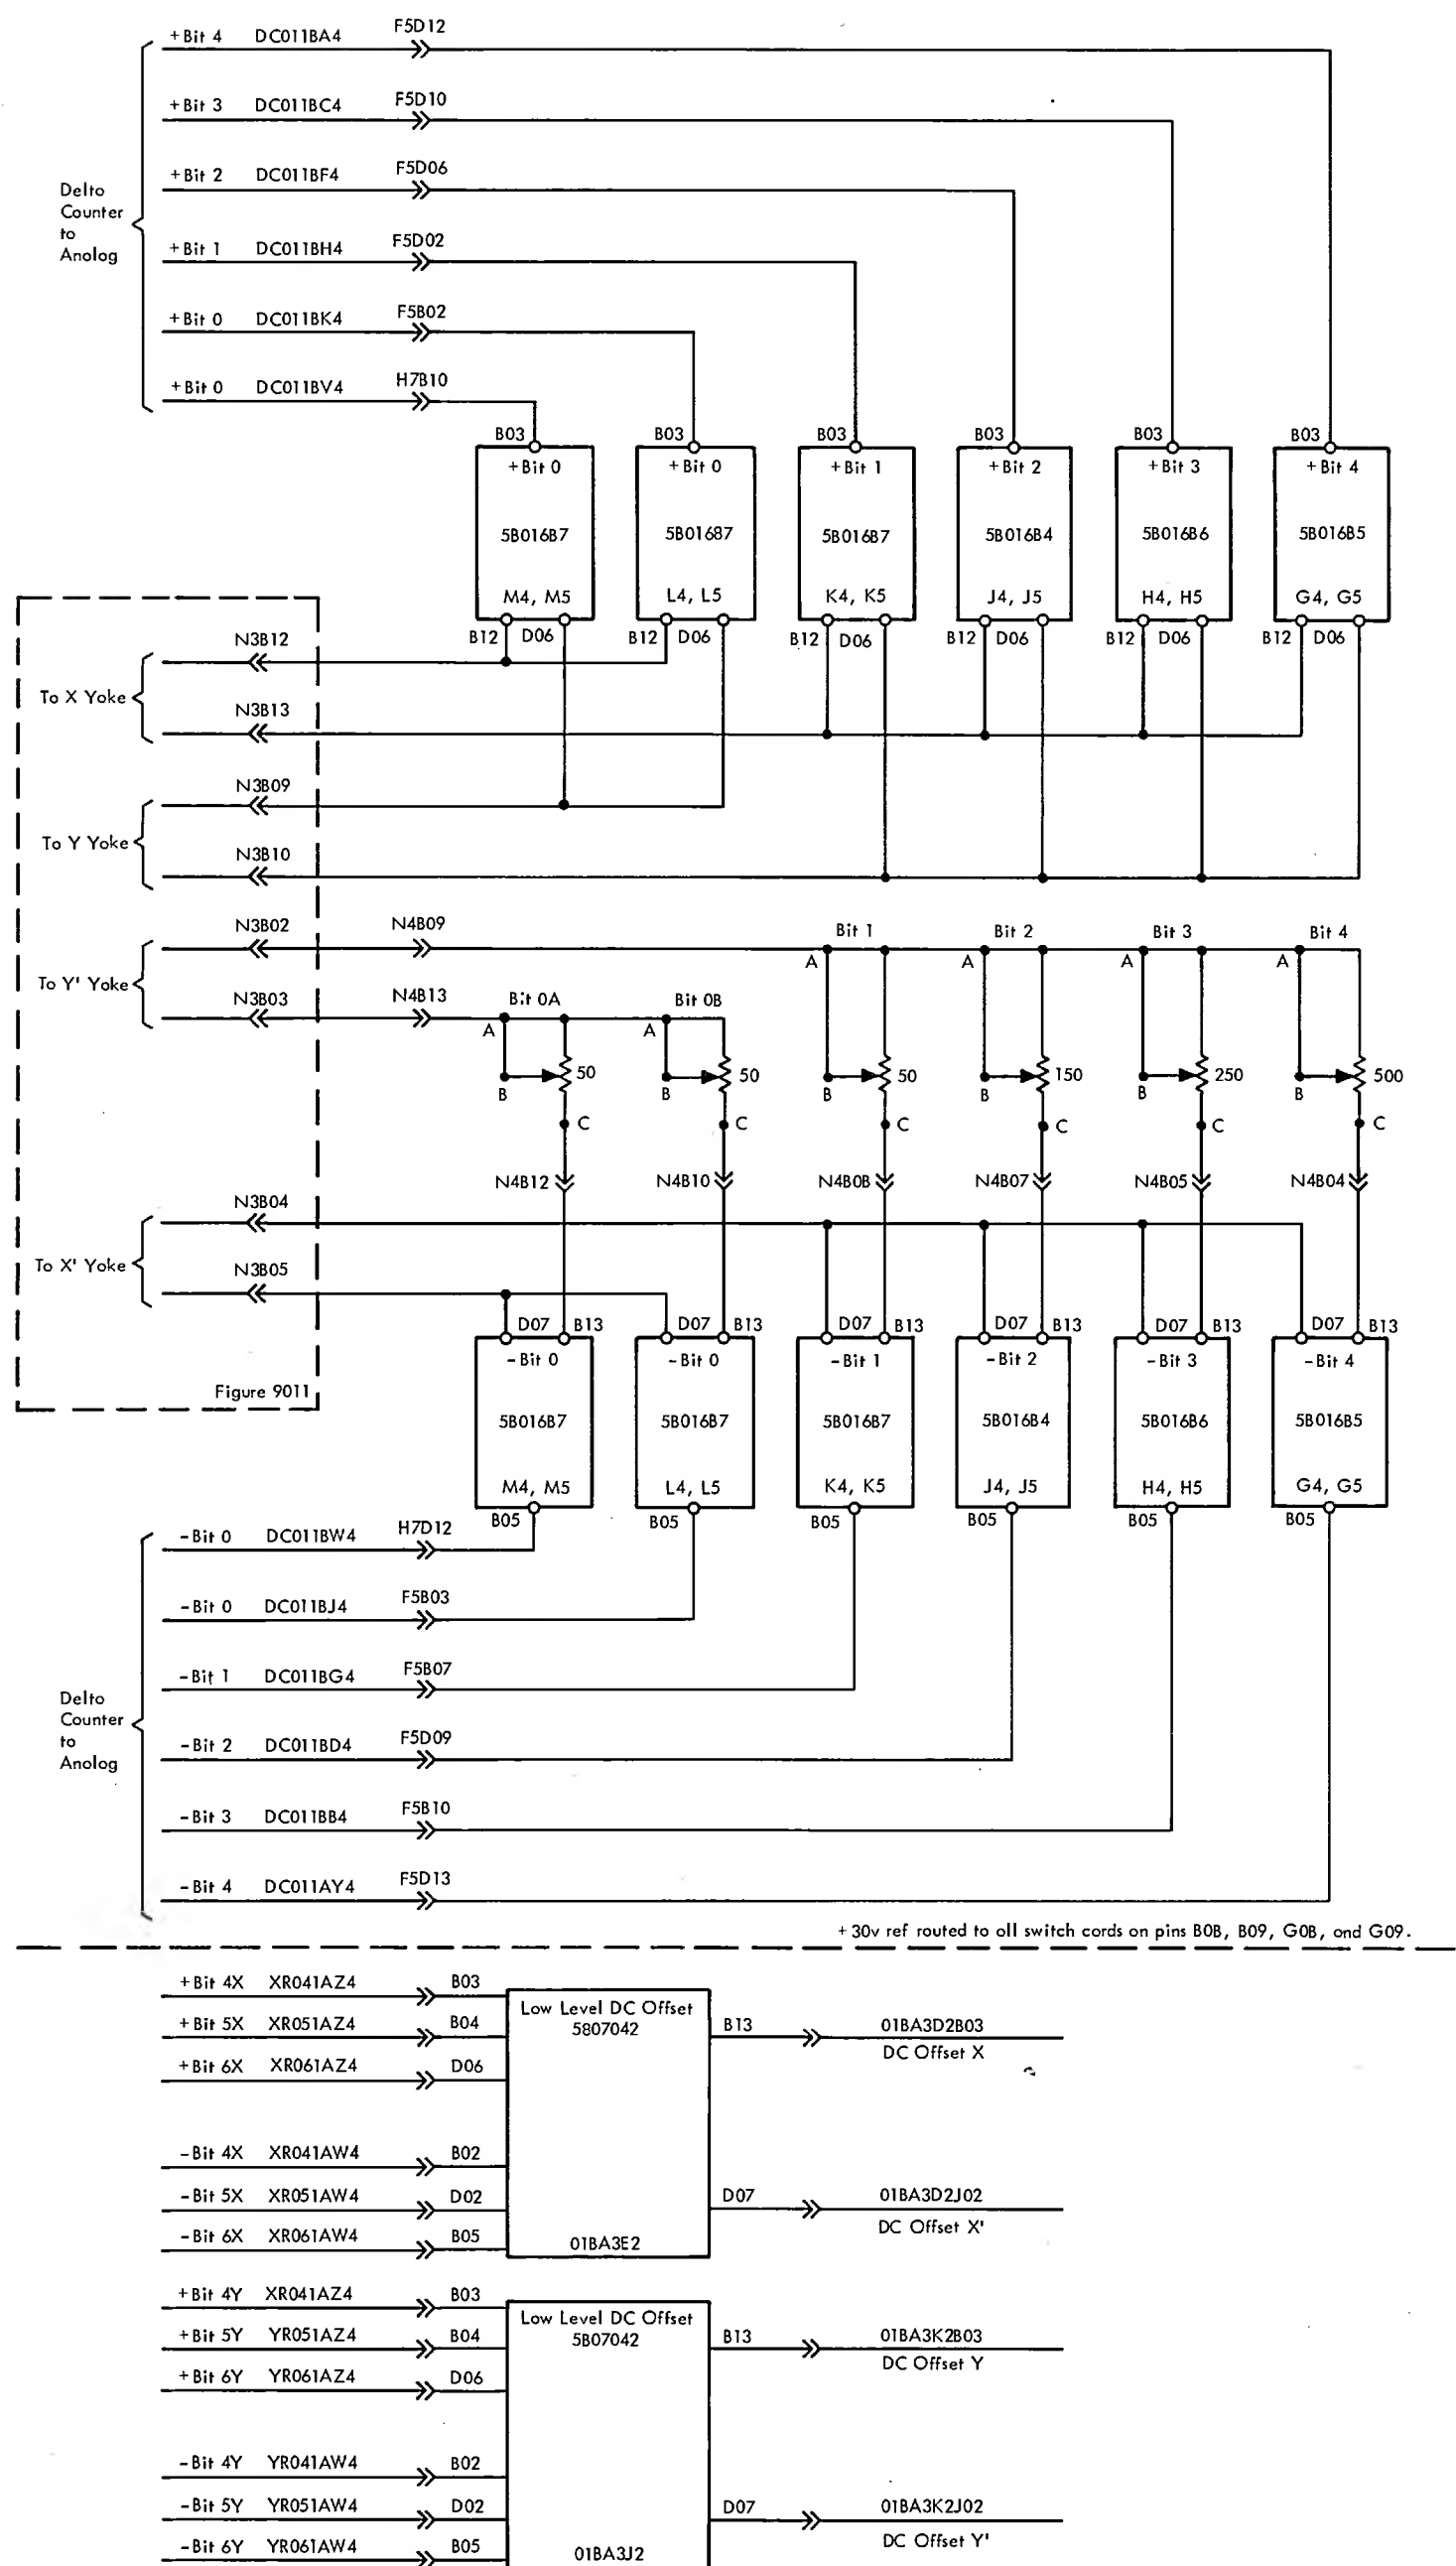 +Bit 4 DC011BA4 F5D12
+Bit 3 DC011BC4 F5D10
+Bit 2 DC011BF4 F5D06
Delto
Counter
to
Anolog
+Bit 1 DC011BH4 F5D02
+Bit 0 DC011BK4 F5B02
+Bit 0 DC011BV4 H7B10
B03 B03 B03 B03 B03 B03
+Bit 0 +Bit 0 +Bit 1 +Bit 2 +Bit 3 +Bit 4
5B016B7 5B01687 5B016B7 5B016B4 5B016B6 5B016B5
M4, M5 L4, L5 K4, K5 J4, J5 H4, H5 G4, G5
B12 D06 B12 D06 B12 D06 B12 D06 B12 D06 B12 D06
N3B12
To X Yoke
N3B13
N3B09
To Y Yoke
N3B10
N3B02 N4B09 Bit 1 Bit 2 Bit 3 Bit 4
A A A A
To Y' Yoke
N3B03 N4B13 Bit 0A Bit 0B
A A
50 50 50 150 250 500
B B B B B B
C C C C C C
N4B12 N4B10 N4B0B N4B07 N4B05 N4B04
N3B04
To X' Yoke
N3B05
D07 B13 D07 B13 D07 B13 D07 B13 D07 B13 D07 B13
-Bit 0 -Bit 0 -Bit 1 -Bit 2 -Bit 3 -Bit 4
Figure 9011
5B016B7 5B016B7 5B016B7 5B016B4 5B016B6 5B016B5
M4, M5 L4, L5 K4, K5 J4, J5 H4, H5 G4, G5
B05 B05 B05 B05 B05 B05
-Bit 0 DC011BW4 H7D12
-Bit 0 DC011BJ4 F5B03
-Bit 1 DC011BG4 F5B07
Delto
Counter
to
Anolog
-Bit 2 DC011BD4 F5D09
-Bit 3 DC011BB4 F5B10
-Bit 4 DC011AY4 F5D13
+30v ref routed to oll switch cords on pins B0B, B09, G0B, and G09.
+Bit 4X XR041AZ4 B03
Low Level DC Offset
5807042
+Bit 5X XR051AZ4 B04
B13 01BA3D2B03
DC Offset X
+Bit 6X XR061AZ4 D06
-Bit 4X XR041AW4 B02
-Bit 5X XR051AW4 D02
D07 01BA3D2J02
DC Offset X'
-Bit 6X XR061AW4 B05
01BA3E2
+Bit 4Y XR041AZ4 B03
Low Level DC Offset
5B07042
+Bit 5Y YR051AZ4 B04
B13 01BA3K2B03
DC Offset Y
+Bit 6Y YR061AZ4 D06
-Bit 4Y YR041AW4 B02
-Bit 5Y YR051AW4 D02
D07 01BA3K2J02
DC Offset Y'
-Bit 6Y YR061AW4 B05
01BA3J2